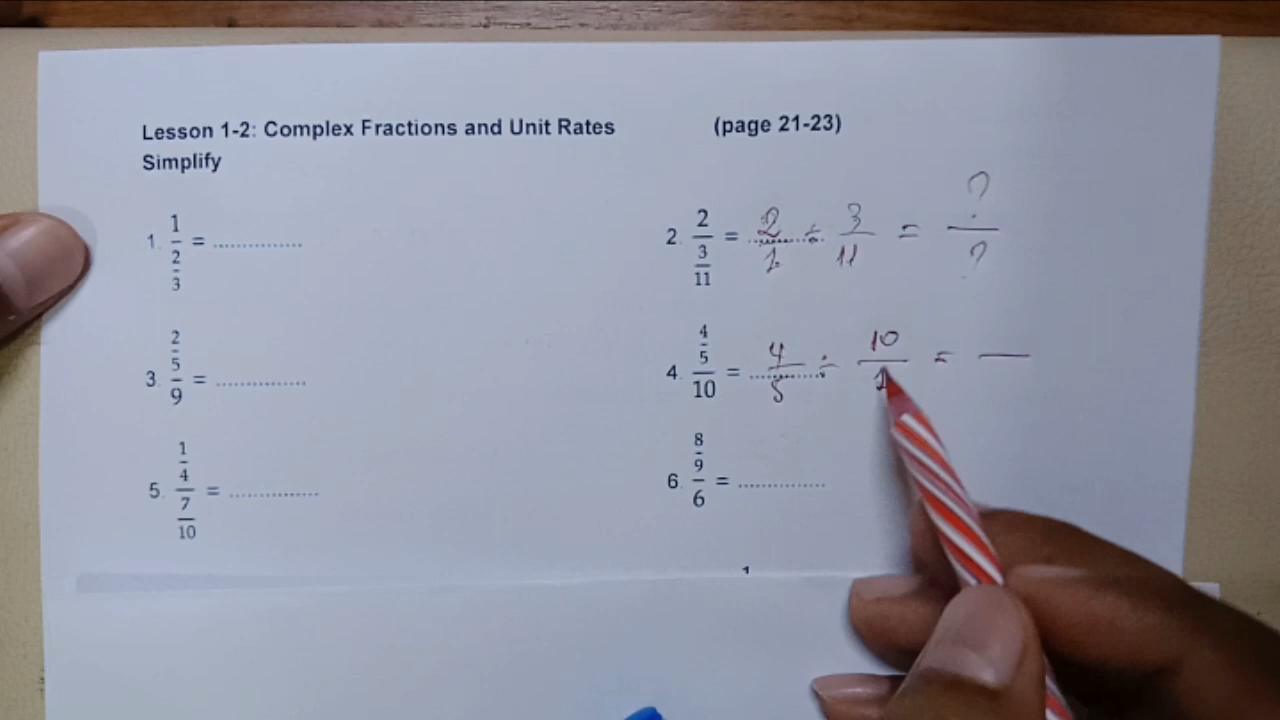 Lesson 1-2: Complex Fractions and Unit Rates (page 21-23)
Simplify
1. 1/(2/3) = ...............
2. 2/(3/11) = 2/1 ÷ 3/11 = ?/?
3. (2/5)/9 = ...............
4. (4/5)/10 = 4/5 ÷ 10/1 = —
5. (1/4)/(7/10) = ...............
6. (8/9)/6 = ...............
1